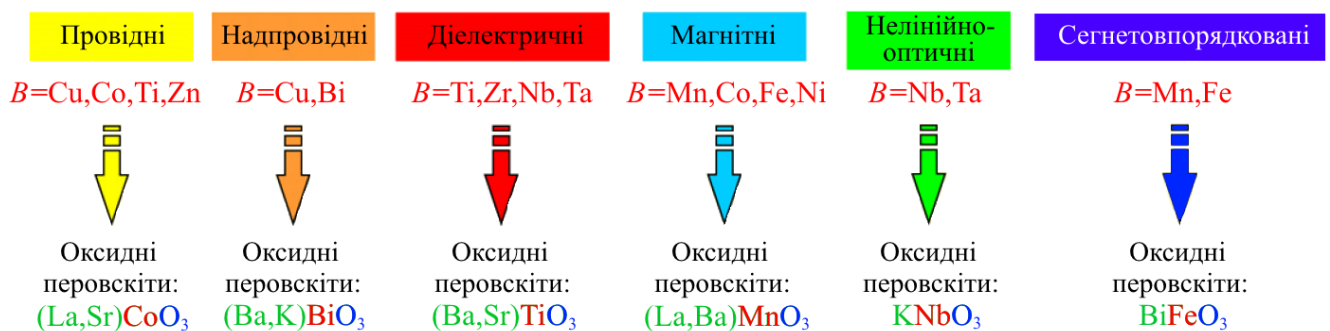 Провідні
B=Cu,Co,Ti,Zn
Оксидні
перовскіти:
(La,Sr)CoO₃
Надпровідні
B=Cu,Bi
Оксидні
перовскіти:
(Ba,K)BiO₃
Діелектричні
B=Ti,Zr,Nb,Ta
Оксидні
перовскіти:
(Ba,Sr)TiO₃
Магнітні
B=Mn,Co,Fe,Ni
Оксидні
перовскіти:
(La,Ba)MnO₃
Нелінійно-
оптичні
B=Nb,Ta
Оксидні
перовскіти:
KNbO₃
Сегнетовпорядковані
B=Mn,Fe
Оксидні
перовскіти:
BiFeO₃